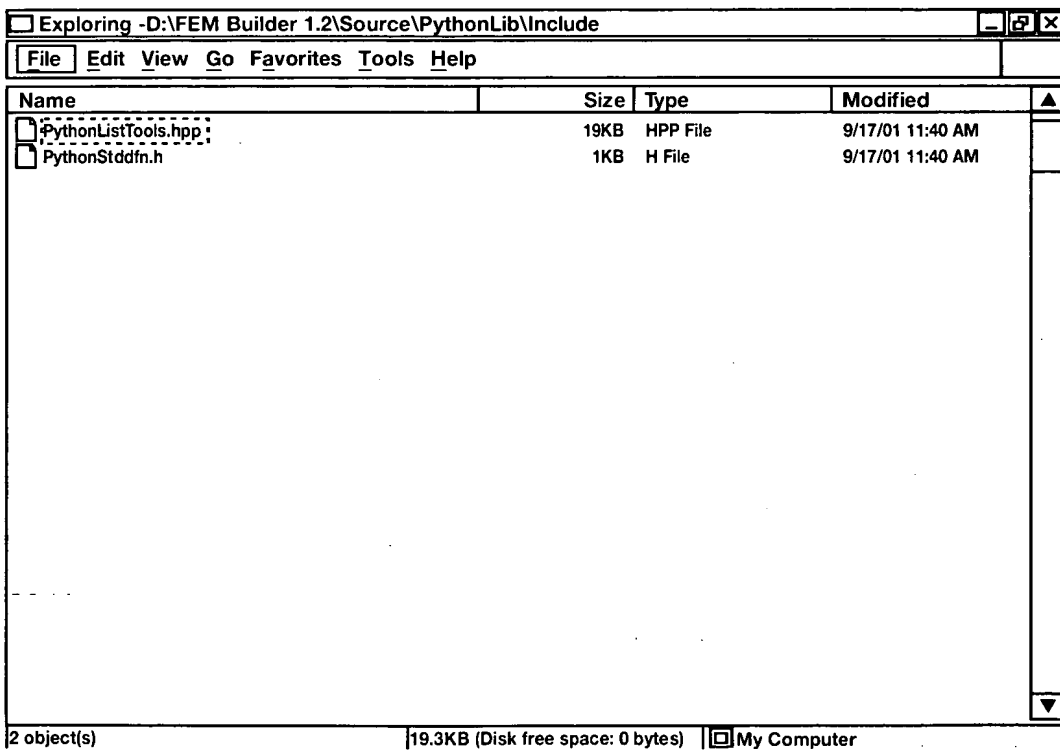 Exploring -D:\FEM Builder 1.2\Source\PythonLib\Include
File Edit View Go Favorites Tools Help
Name Size Type Modified
PythonListTools.hpp 19KB HPP File 9/17/01 11:40 AM
PythonStddfn.h 1KB H File 9/17/01 11:40 AM
2 object(s) 19.3KB (Disk free space: 0 bytes) My Computer